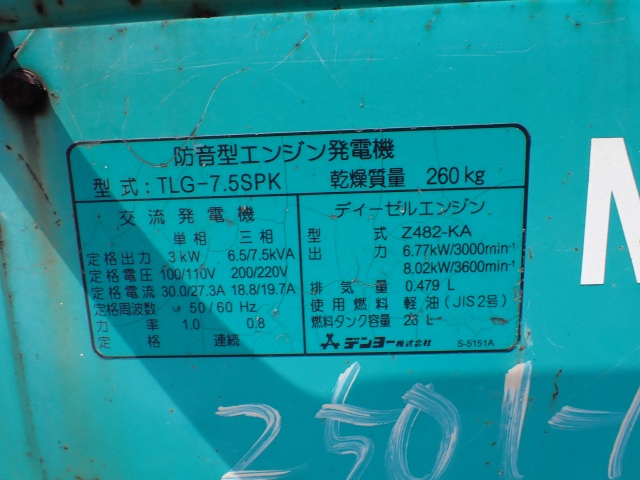 防音型エンジン発電機
型式:TLG-7.5SPK 乾燥質量 260kg
交流発電機
単相 三相
定格出力 3kW 6.5/7.5kVA
定格電圧 100/110V 200/220V
定格電流 30.0/27.3A 18.8/19.7A
定格周波数 50/60 Hz
力率 1.0 0.8
定格 連続
ディーゼルエンジン
型式 Z482-KA
出力 6.77kW/3000min⁻¹
8.02kW/3600min⁻¹
排気量 0.479 L
使用燃料 軽油(JIS2号)
燃料タンク容量 28 L
デンヨー株式会社 S-5151A
2501-